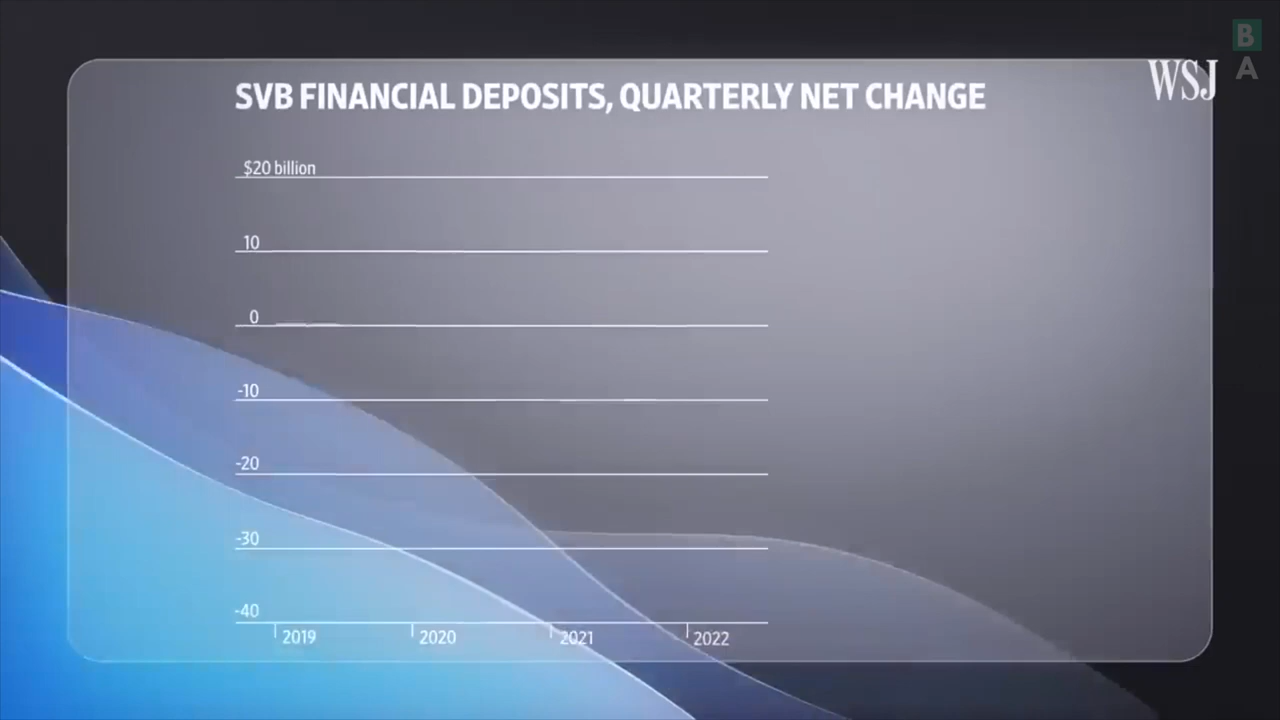 B
A
WSJ
SVB FINANCIAL DEPOSITS, QUARTERLY NET CHANGE
$20 billion
10
0
-10
-20
-30
-40
2019 2020 2021 2022